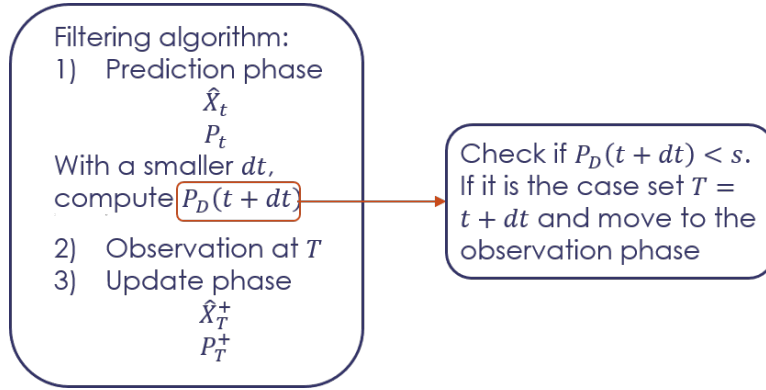 Filtering algorithm:
1) Prediction phase
X̂_t
P_t
With a smaller dt,
compute P_D(t + dt)
2) Observation at T
3) Update phase
X̂_T^+
P_T^+
Check if P_D(t + dt) < s.
If it is the case set T =
t + dt and move to the
observation phase